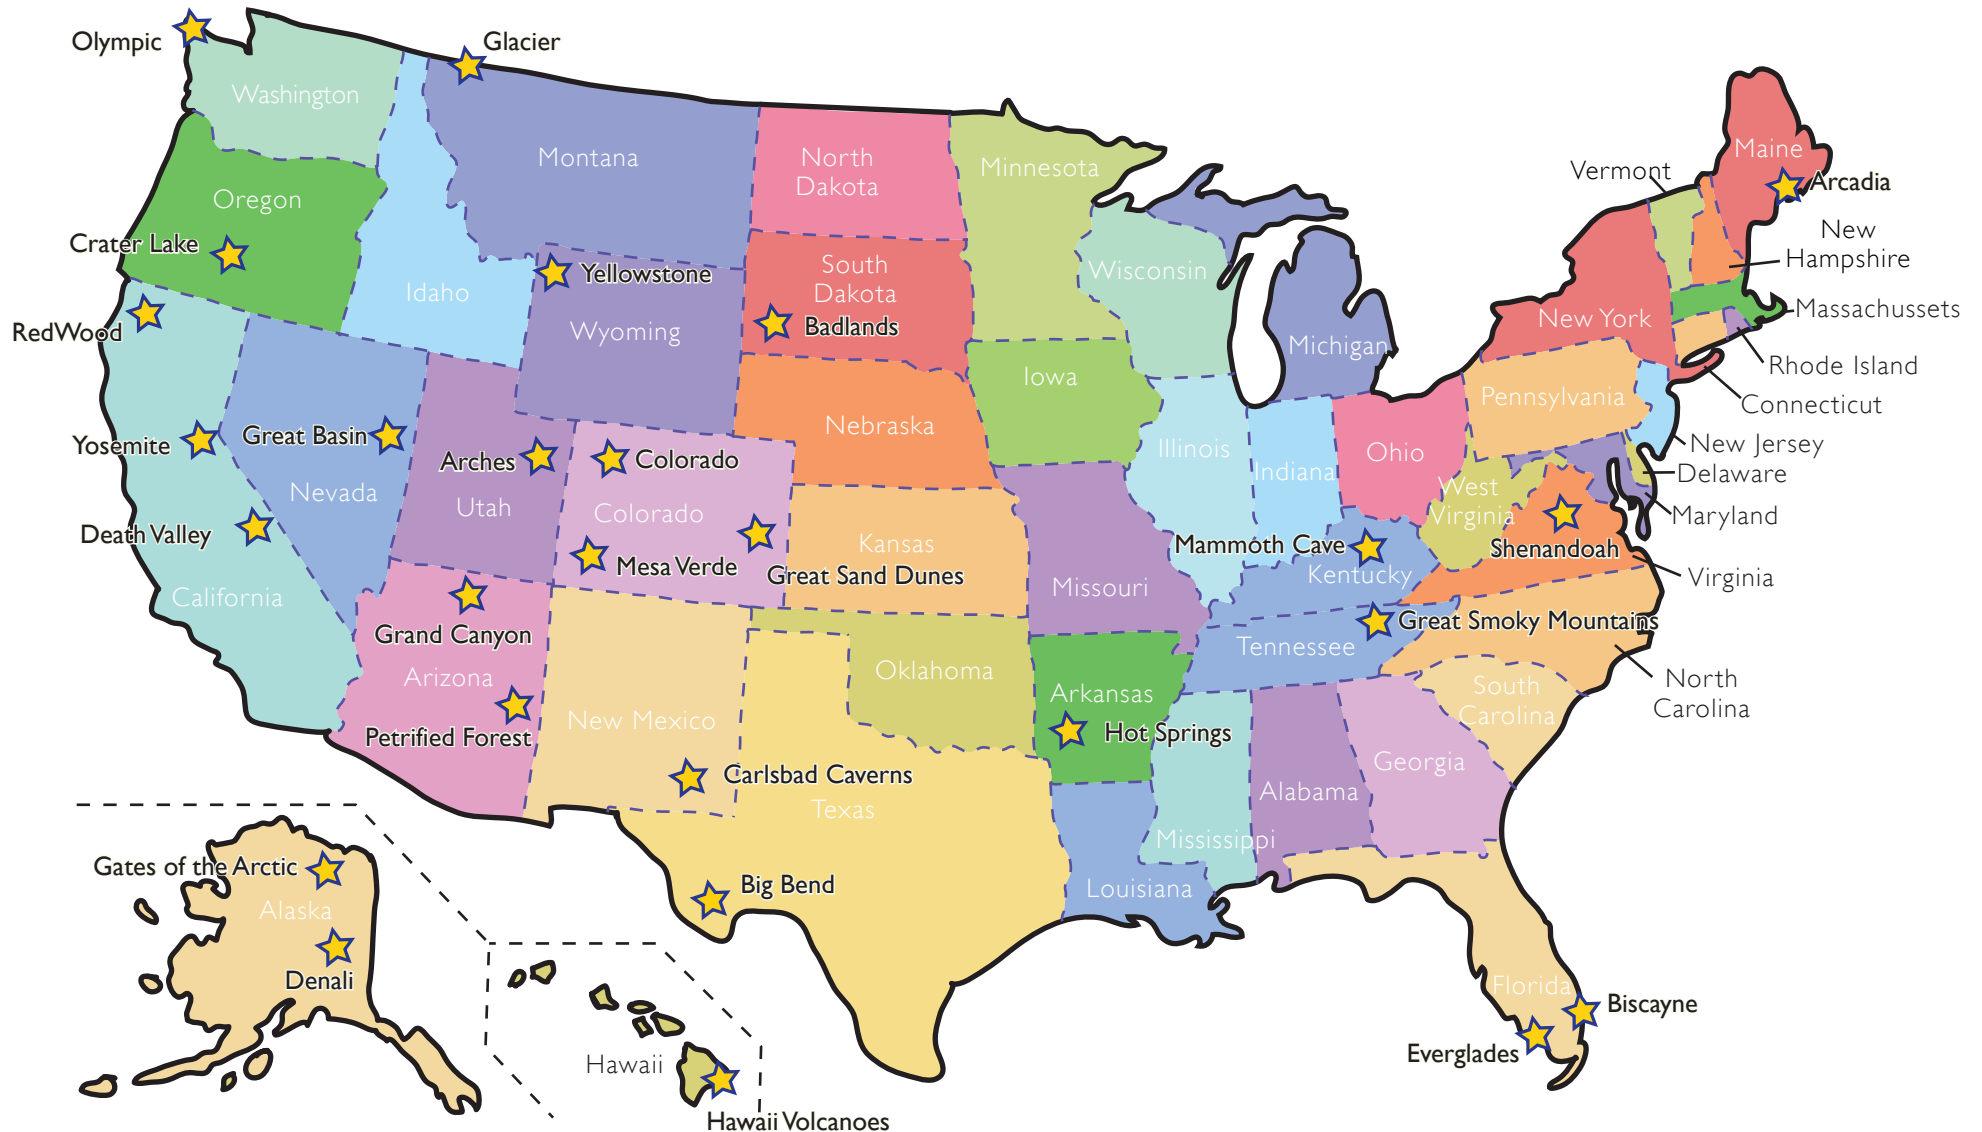 Olympic
Glacier
Washington
Montana
North
Dakota
Minnesota
Maine
Vermont
Arcadia
Oregon
Crater Lake
New
Hampshire
Idaho
Yellowstone
South
Dakota
Wisconsin
Massachussets
RedWood
Wyoming
Badlands
New York
Michigan
Rhode Island
Iowa
Pennsylvania
Connecticut
Yosemite
Great Basin
Nebraska
New Jersey
Arches
Colorado
Illinois
Indiana
Ohio
Delaware
Nevada
Utah
Colorado
West
Virginia
Maryland
Death Valley
Kansas
Mammoth Cave
Shenandoah
Mesa Verde
Great Sand Dunes
Missouri
Kentucky
Virginia
California
Grand Canyon
Great Smoky Mountains
Tennessee
Arizona
Oklahoma
Arkansas
South
Carolina
North
Carolina
Petrified Forest
New Mexico
Hot Springs
Carlsbad Caverns
Texas
Georgia
Alabama
Mississippi
Gates of the Arctic
Big Bend
Louisiana
Alaska
Denali
Florida
Biscayne
Everglades
Hawaii
Hawaii Volcanoes